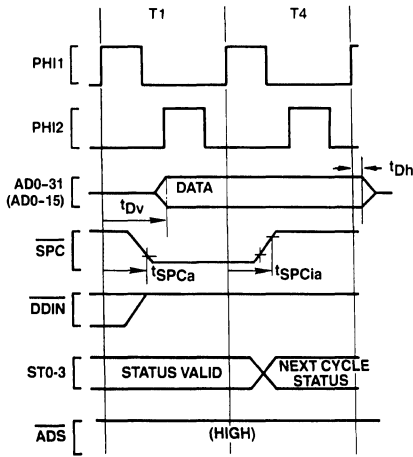 T1 T4
PHI1
PHI2
AD0-31
(AD0-15)
DATA
tDv
tDh
SPC
tSPCa
tSPCia
DDIN
ST0-3
STATUS VALID
NEXT CYCLE
STATUS
ADS
(HIGH)